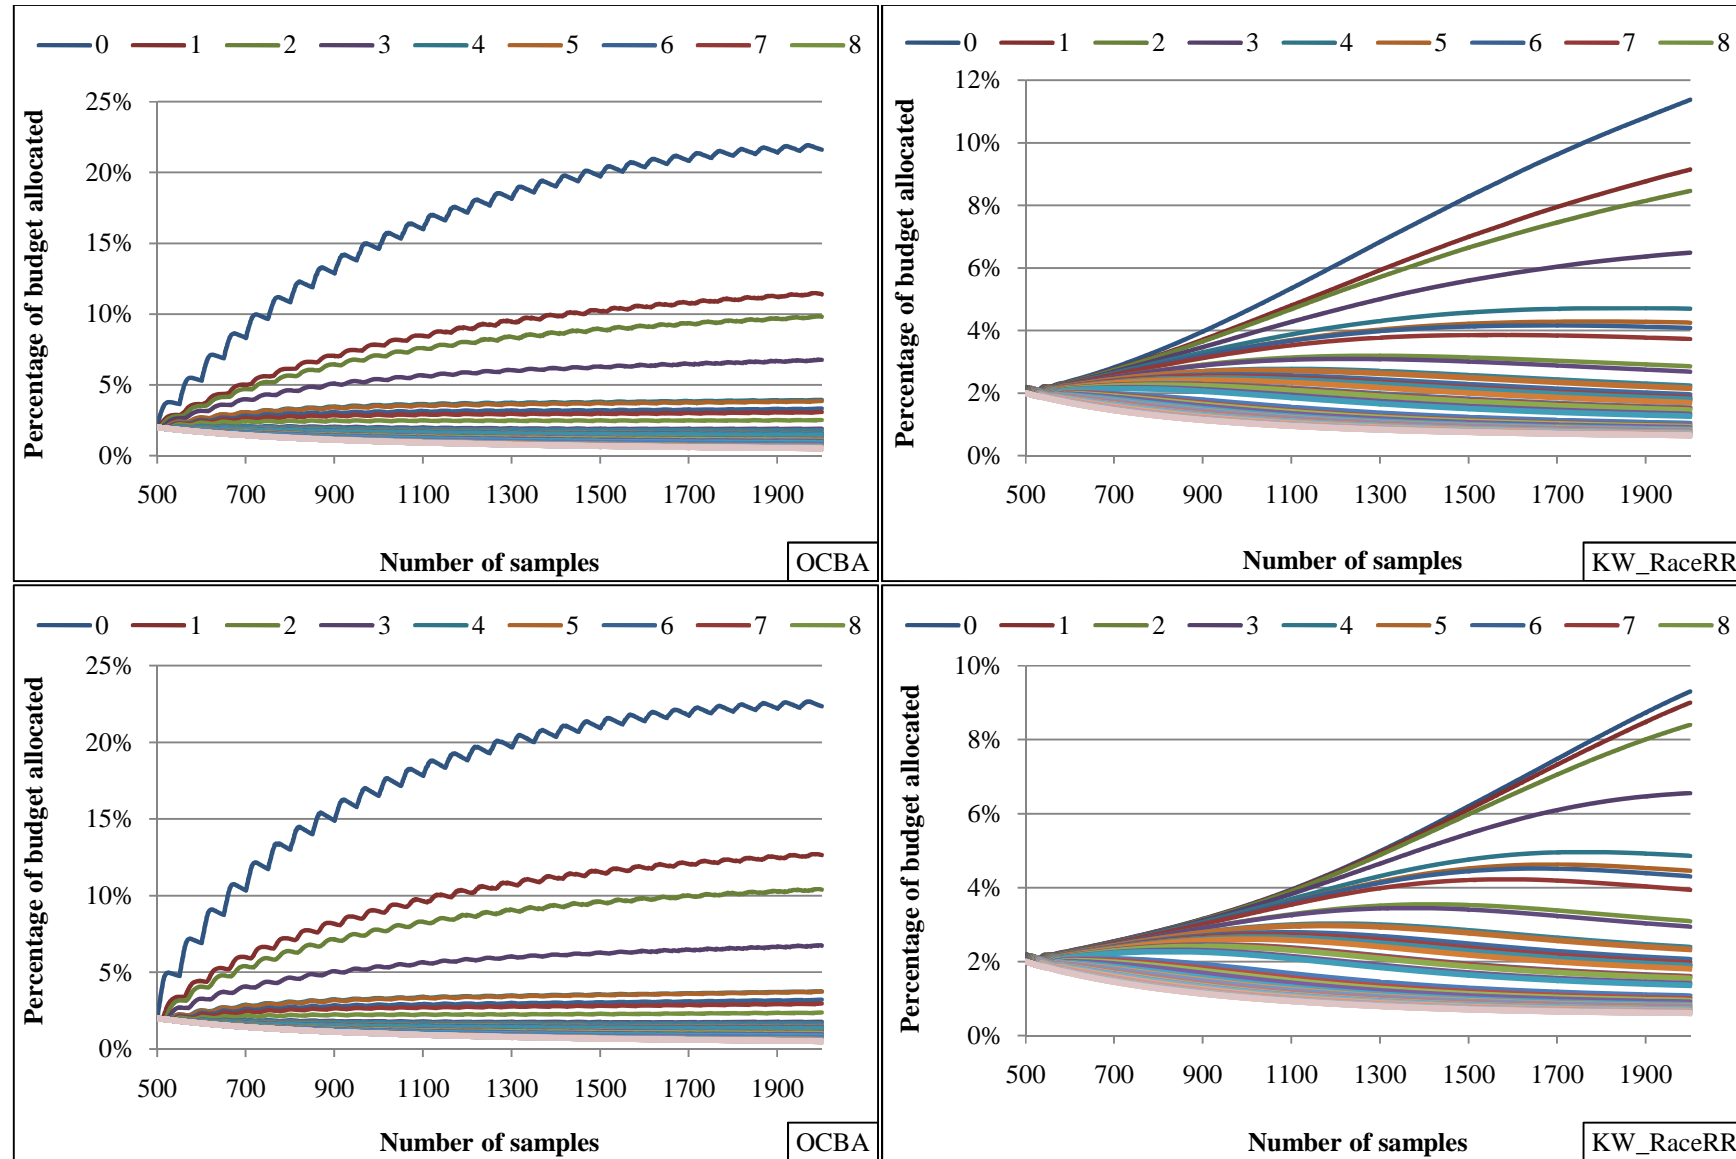 0 1 2 3 4 5 6 7 8
Percentage of budget allocated
25%
20%
15%
10%
5%
0%
500 700 900 1100 1300 1500 1700 1900
Number of samples
OCBA
0 1 2 3 4 5 6 7 8
Percentage of budget allocated
12%
10%
8%
6%
4%
2%
0%
500 700 900 1100 1300 1500 1700 1900
Number of samples
KW_RaceRR
0 1 2 3 4 5 6 7 8
Percentage of budget allocated
25%
20%
15%
10%
5%
0%
500 700 900 1100 1300 1500 1700 1900
Number of samples
OCBA
0 1 2 3 4 5 6 7 8
Percentage of budget allocated
10%
8%
6%
4%
2%
0%
500 700 900 1100 1300 1500 1700 1900
Number of samples
KW_RaceRR